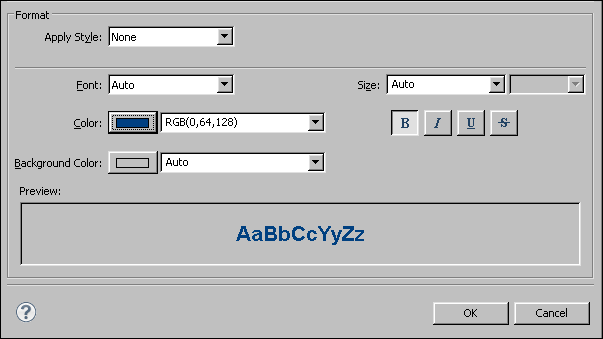 Format
Apply Style: None
Font: Auto Size: Auto
Color: RGB(0,64,128) B I U S
Background Color: Auto
Preview:
AaBbCcYyZz
? OK Cancel